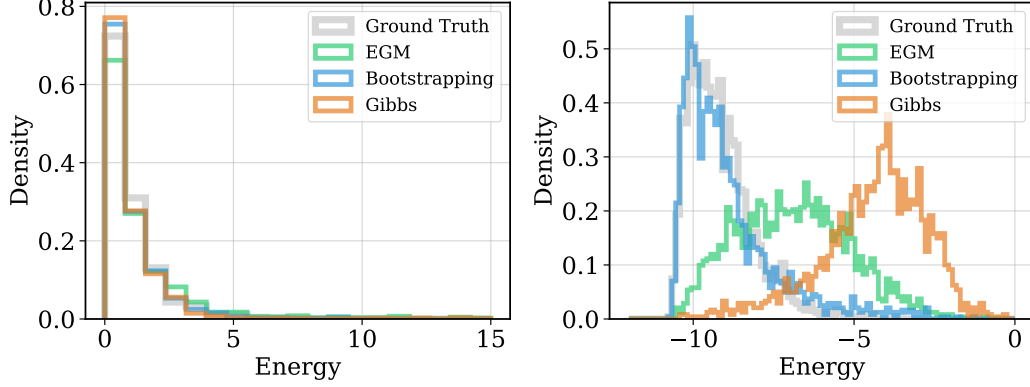 Density
0.8
0.6
0.4
0.2
0.0
0
5
10
15
Energy
Ground Truth
EGM
Bootstrapping
Gibbs
Density
0.5
0.4
0.3
0.2
0.1
0.0
−10
−5
0
Energy
Ground Truth
EGM
Bootstrapping
Gibbs